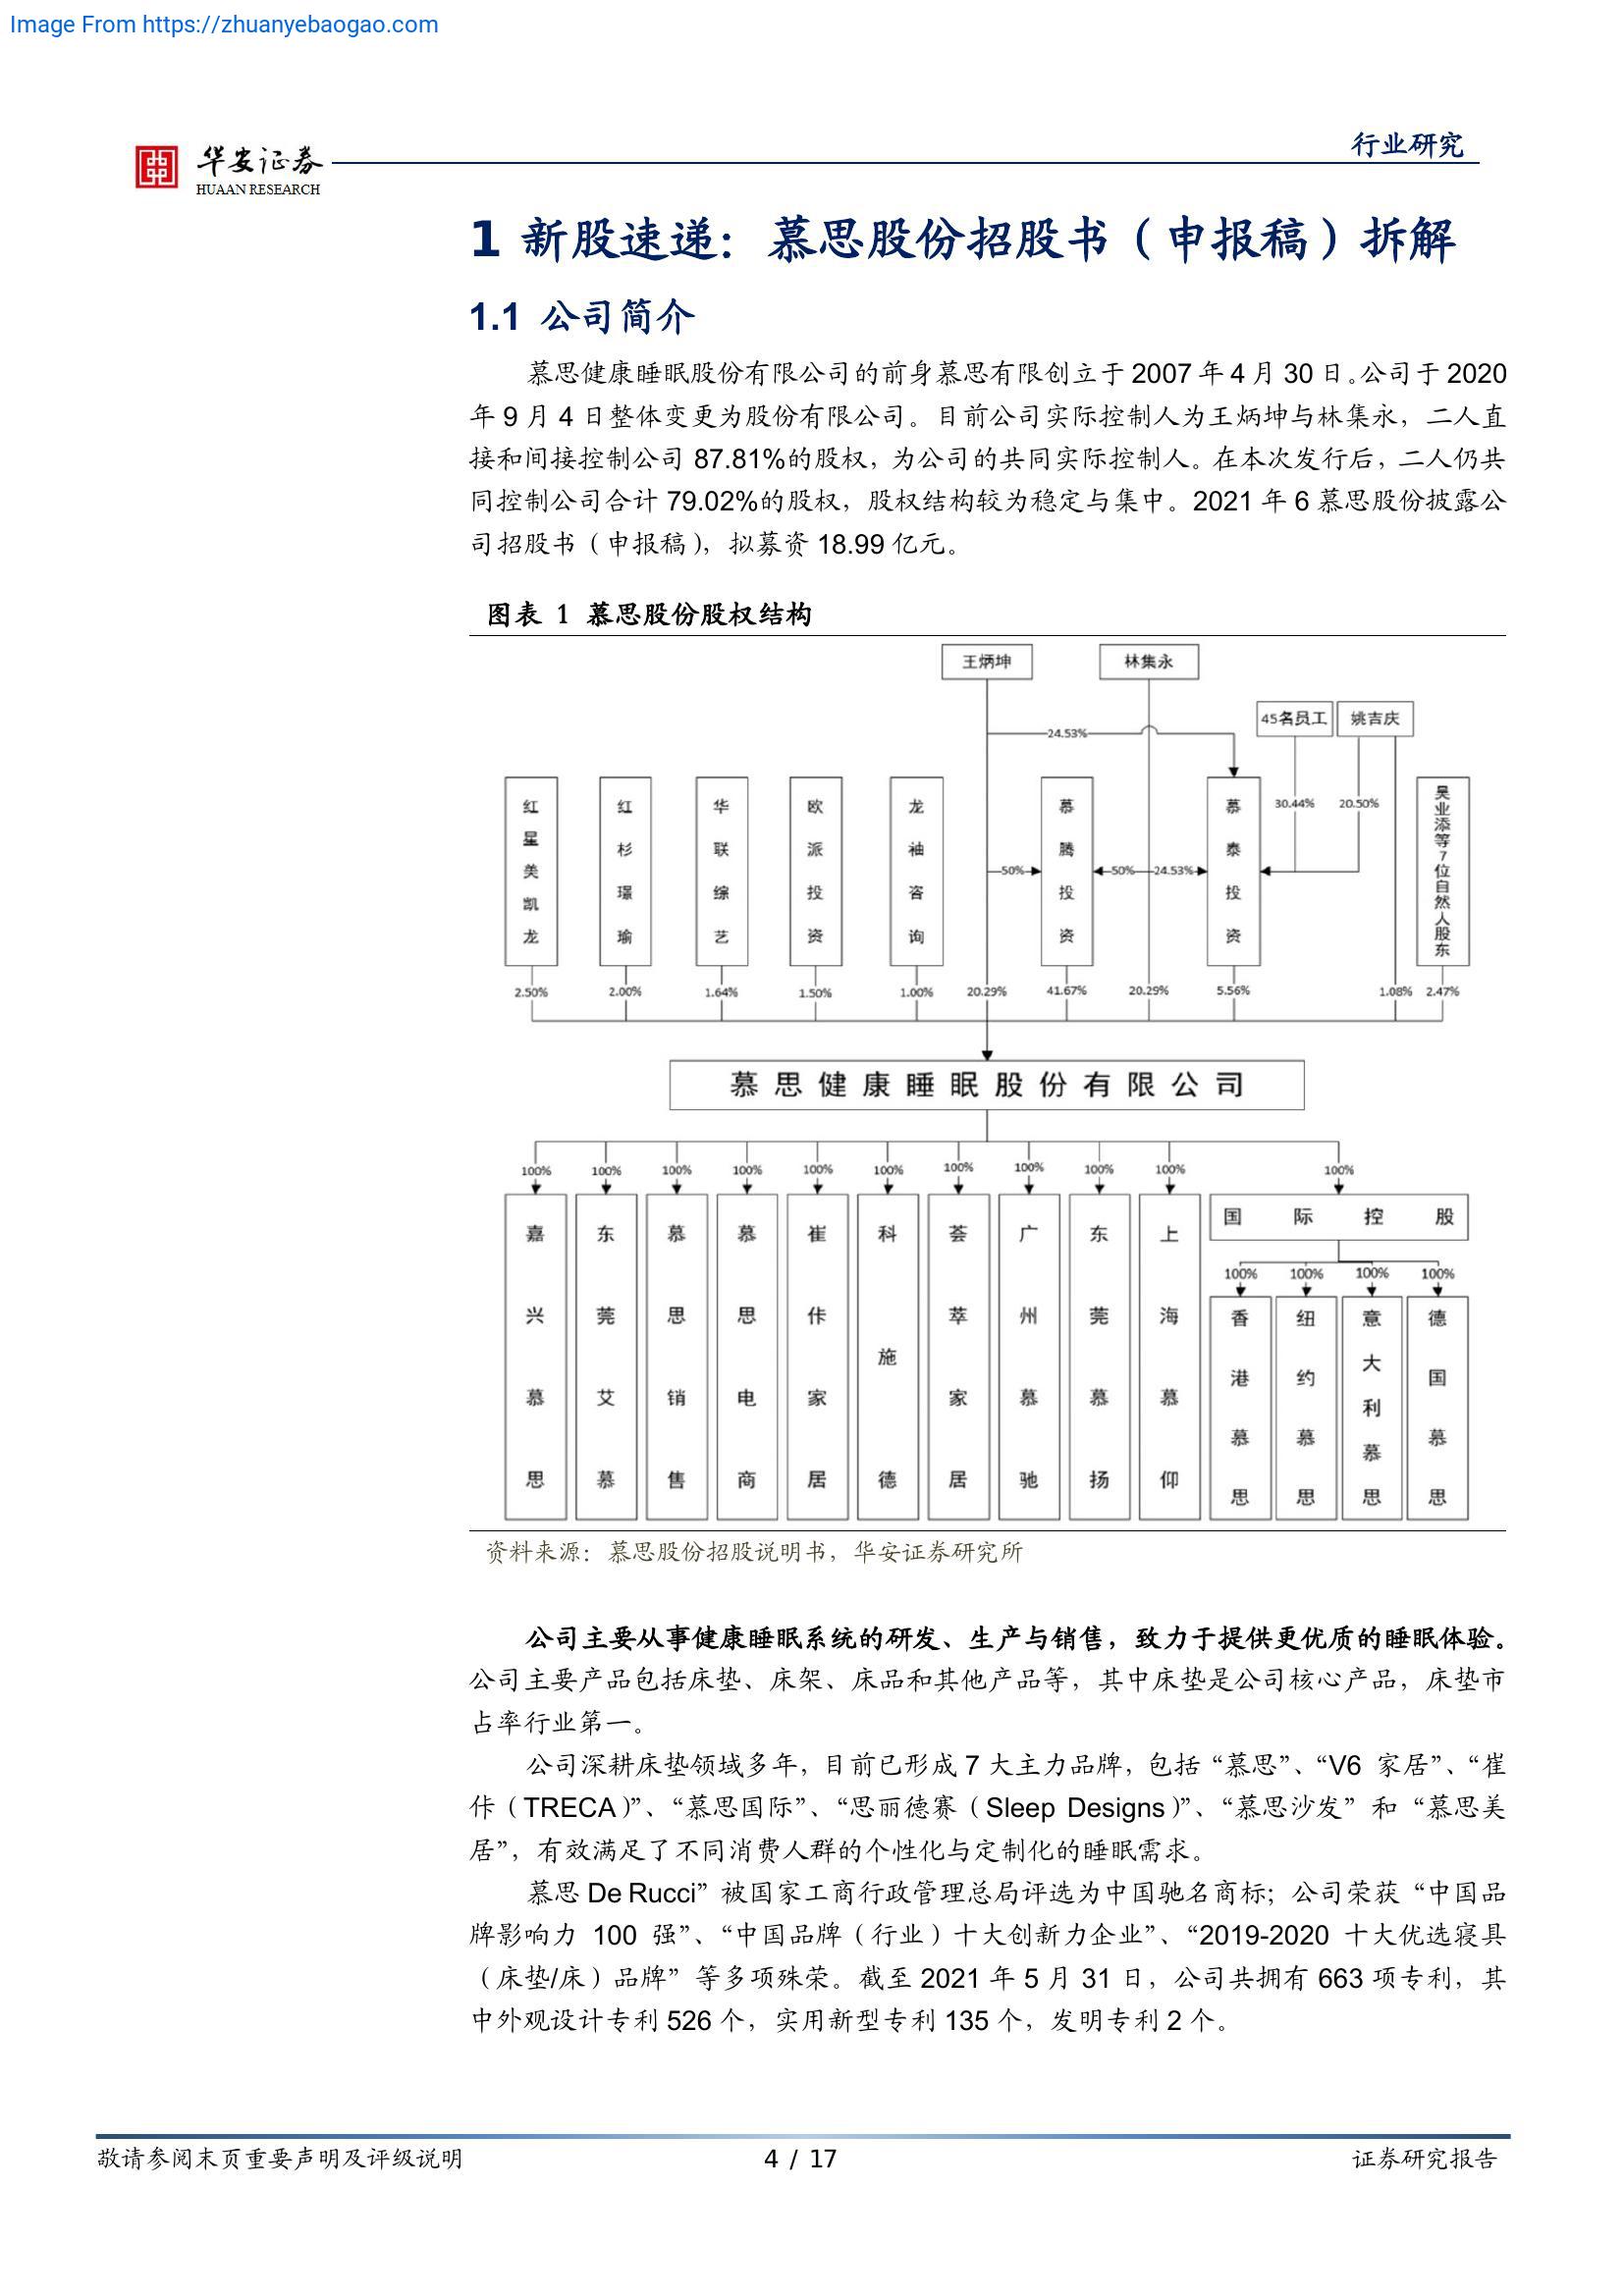 Image From https://zhuanyebaogao.com
华安证券
HUAAN RESEARCH
行业研究
1 新股速递：慕思股份招股书（申报稿）拆解
1.1 公司简介
慕思健康睡眠股份有限公司的前身慕思有限创立于 2007 年 4 月 30 日。公司于 2020
年 9 月 4 日整体变更为股份有限公司。目前公司实际控制人为王炳坤与林集永，二人直
接和间接控制公司 87.81%的股权，为公司的共同实际控制人。在本次发行后，二人仍共
同控制公司合计 79.02%的股权，股权结构较为稳定与集中。2021 年 6 慕思股份披露公
司招股书（申报稿），拟募资 18.99 亿元。
图表 1 慕思股份股权结构
王炳坤
林集永
45名员工
姚吉庆
24.53%
红星美凯龙
红杉璟瑜
华联综艺
欧派投资
龙袖咨询
慕腾投资
慕泰投资
吴业添等7位自然人股东
30.44%
20.50%
50%
50%
24.53%
2.50%
2.00%
1.64%
1.50%
1.00%
20.29%
41.67%
20.29%
5.56%
1.08%
2.47%
慕思健康睡眠股份有限公司
100%
100%
100%
100%
100%
100%
100%
100%
100%
100%
100%
嘉兴慕思
东莞艾慕
慕思销售
慕思电商
崔佧家居
科施德
荟萃家居
广州慕驰
东莞慕扬
上海慕仰
国际控股
100%
100%
100%
100%
香港慕思
纽约慕思
意大利慕思
德国慕思
资料来源：慕思股份招股说明书，华安证券研究所
公司主要从事健康睡眠系统的研发、生产与销售，致力于提供更优质的睡眠体验。
公司主要产品包括床垫、床架、床品和其他产品等，其中床垫是公司核心产品，床垫市
占率行业第一。
公司深耕床垫领域多年，目前已形成 7 大主力品牌，包括“慕思”、“V6 家居”、“崔
佧（TRECA）”、“慕思国际”、“思丽德赛（Sleep Designs）”、“慕思沙发” 和 “慕思美
居”，有效满足了不同消费人群的个性化与定制化的睡眠需求。
慕思 De Rucci” 被国家工商行政管理总局评选为中国驰名商标；公司荣获 “中国品
牌影响力 100 强”、“中国品牌（行业）十大创新力企业”、“2019-2020 十大优选寝具
（床垫/床）品牌” 等多项殊荣。截至 2021 年 5 月 31 日，公司共拥有 663 项专利，其
中外观设计专利 526 个，实用新型专利 135 个，发明专利 2 个。
敬请参阅末页重要声明及评级说明
4 / 17
证券研究报告